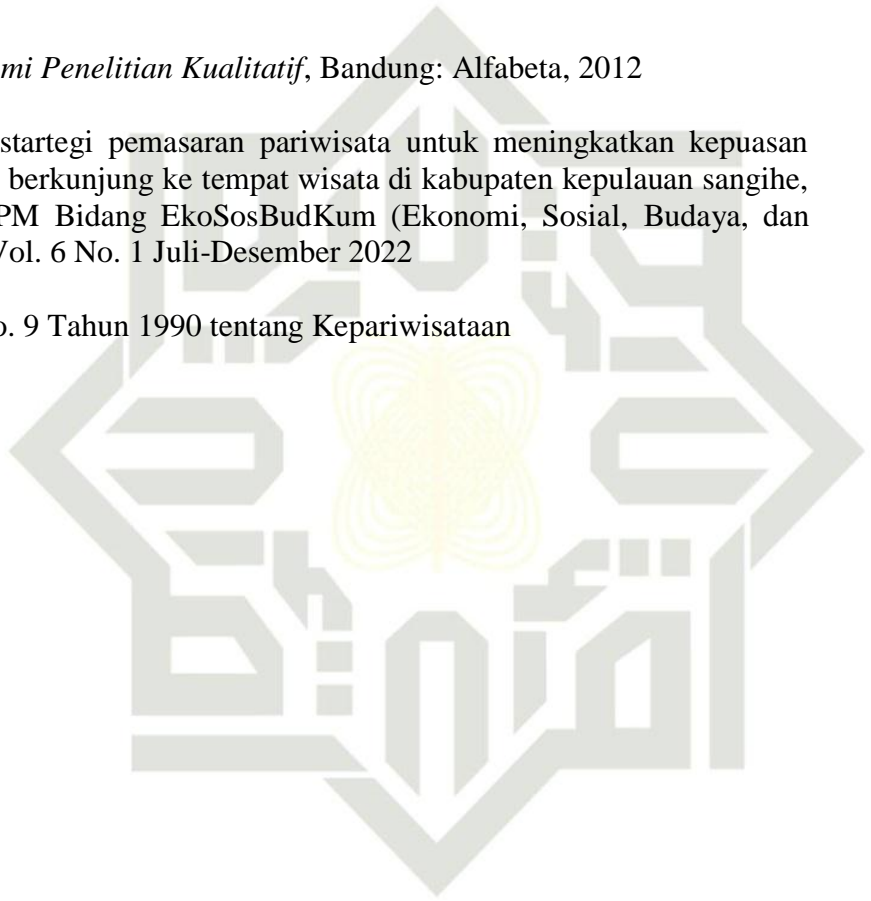 mi Penelitian Kualitatif, Bandung: Alfabeta, 2012
startegi pemasaran pariwisata untuk meningkatkan kepuasan
berkunjung ke tempat wisata di kabupaten kepulauan sangihe,
PM Bidang EkoSosBudKum (Ekonomi, Sosial, Budaya, dan
Vol. 6 No. 1 Juli-Desember 2022
o. 9 Tahun 1990 tentang Kepariwisataan